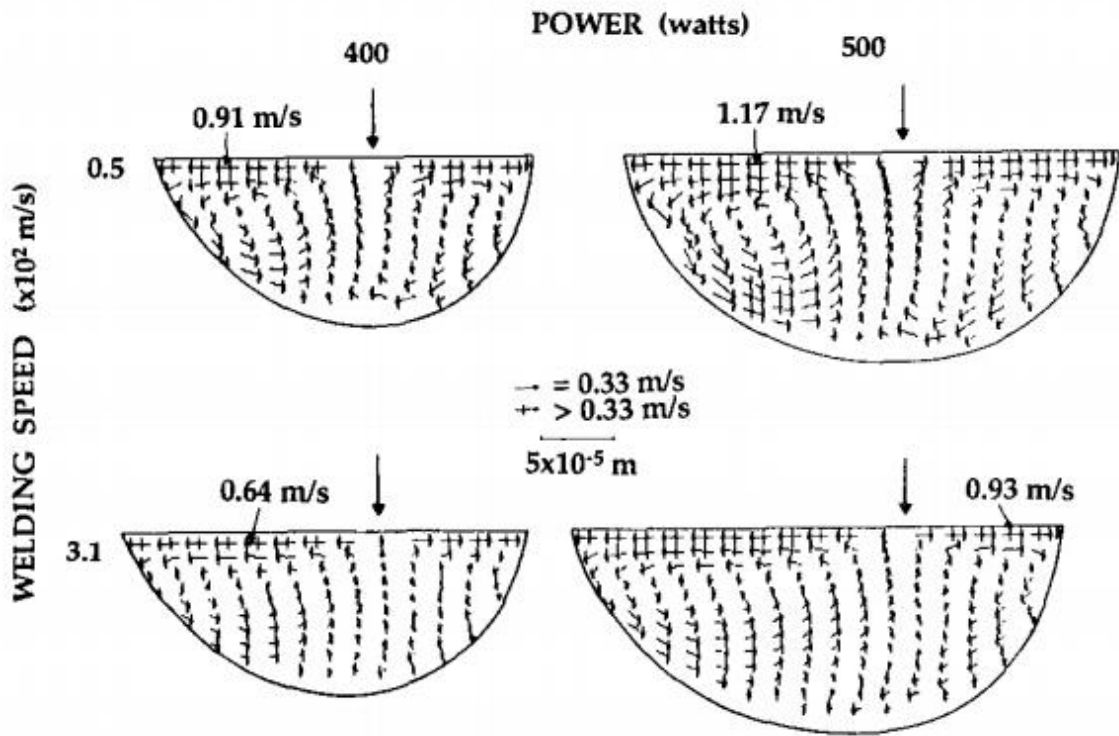 POWER (watts)
400
500
0.91 m/s
1.17 m/s
0.5
WELDING SPEED (x10² m/s)
→ = 0.33 m/s
+ > 0.33 m/s
5x10⁻⁵ m
0.64 m/s
0.93 m/s
3.1